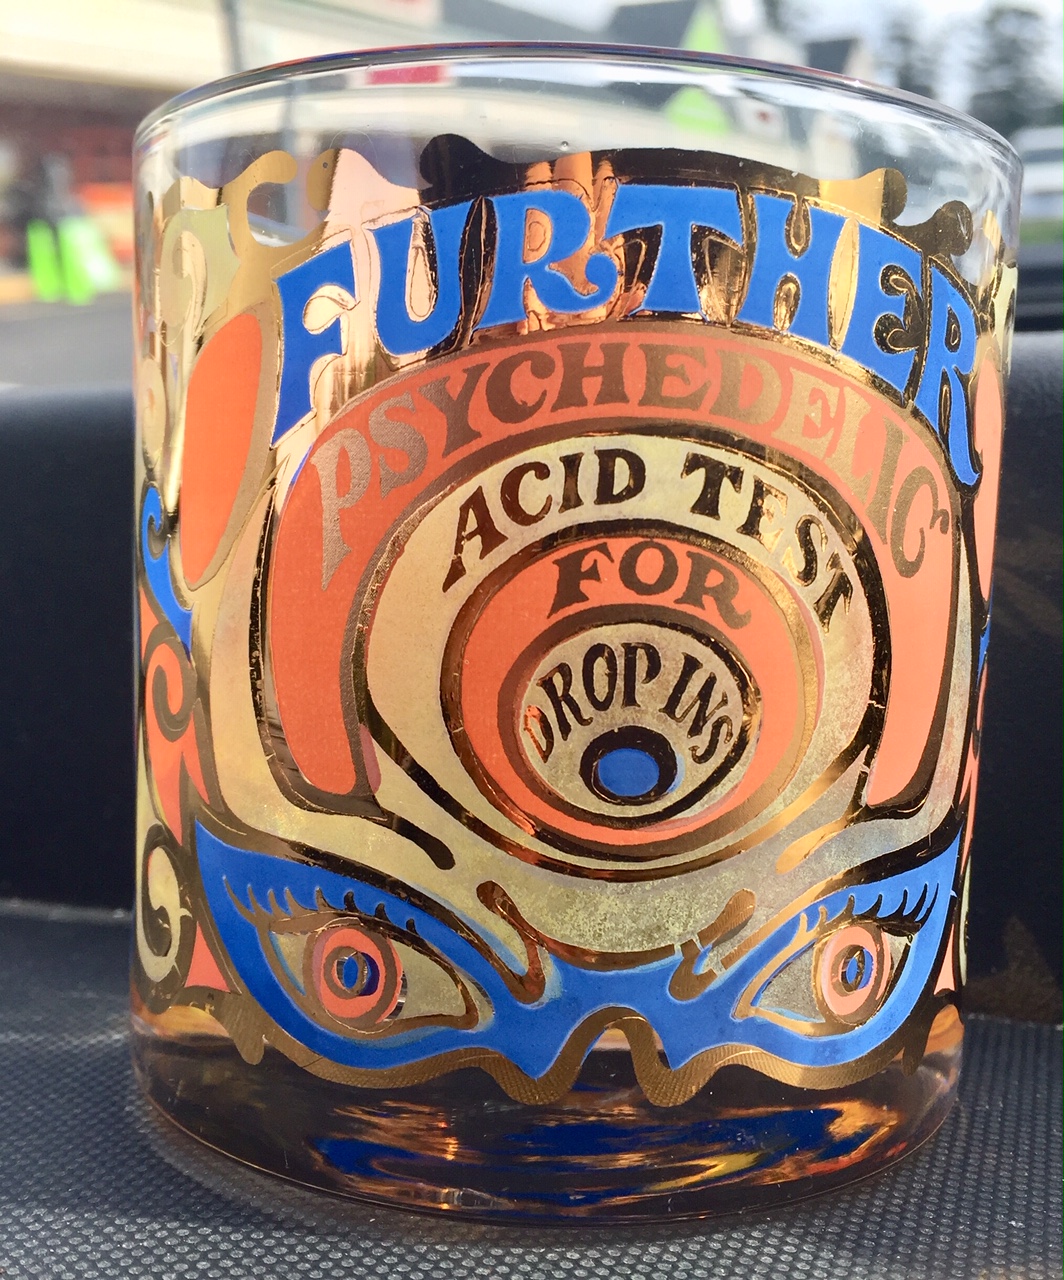 FURTHER
PSYCHEDELIC
ACID TEST
FOR
DROP INS